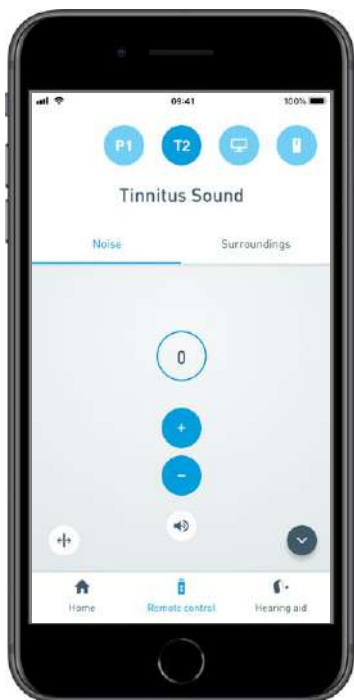 09:41 100%
P1 T2
Tinnitus Sound
Noise Surroundings
0
+
−
Home Remote control Hearing aid